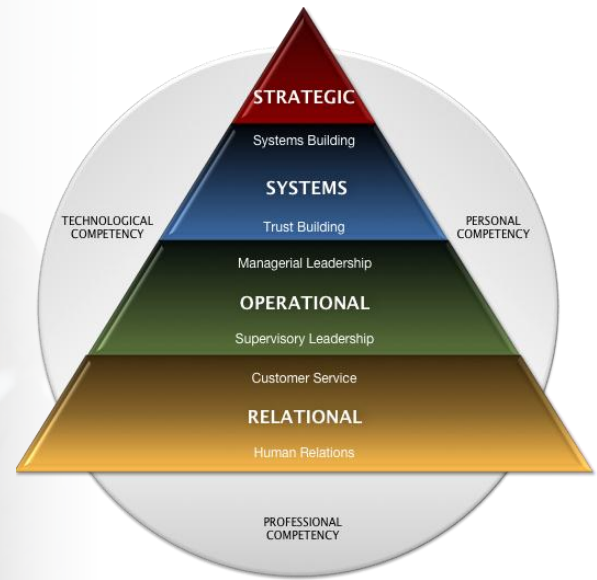 STRATEGIC
Systems Building
SYSTEMS
TECHNOLOGICAL
COMPETENCY
Trust Building
PERSONAL
COMPETENCY
Managerial Leadership
OPERATIONAL
Supervisory Leadership
Customer Service
RELATIONAL
Human Relations
PROFESSIONAL
COMPETENCY